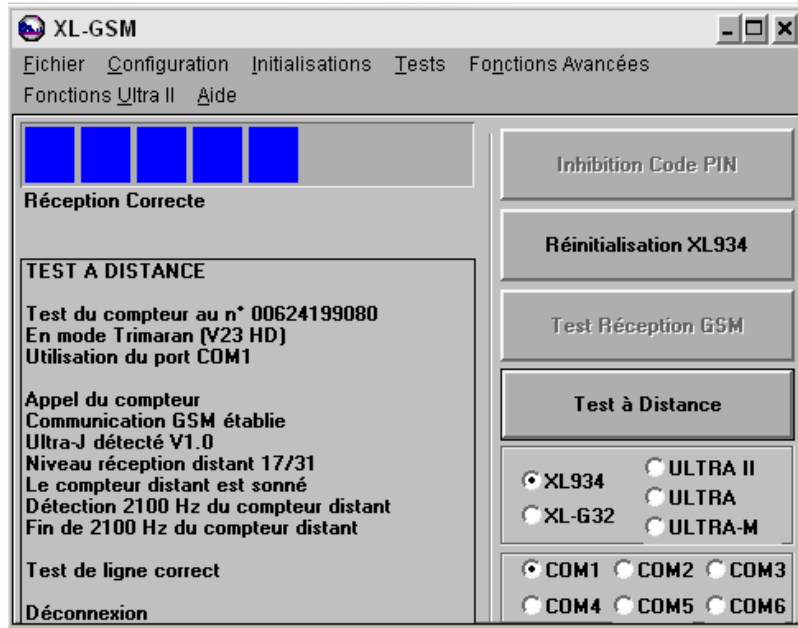 XL-GSM
Fichier Configuration Initialisations Tests Fonctions Avancées
Fonctions Ultra II Aide
Réception Correcte
TEST A DISTANCE
Test du compteur au n° 00624199080
En mode Trimaran (V23 HD)
Utilisation du port COM1
Appel du compteur
Communication GSM établie
Ultra-J détecté V1.0
Niveau réception distant 17/31
Le compteur distant est sonné
Détection 2100 Hz du compteur distant
Fin de 2100 Hz du compteur distant
Test de ligne correct
Déconnexion
Inhibition Code PIN
Réinitialisation XL934
Test Réception GSM
Test à Distance
XL934 ULTRA II
ULTRA
XL-G32 ULTRA-M
COM1 COM2 COM3
COM4 COM5 COM6